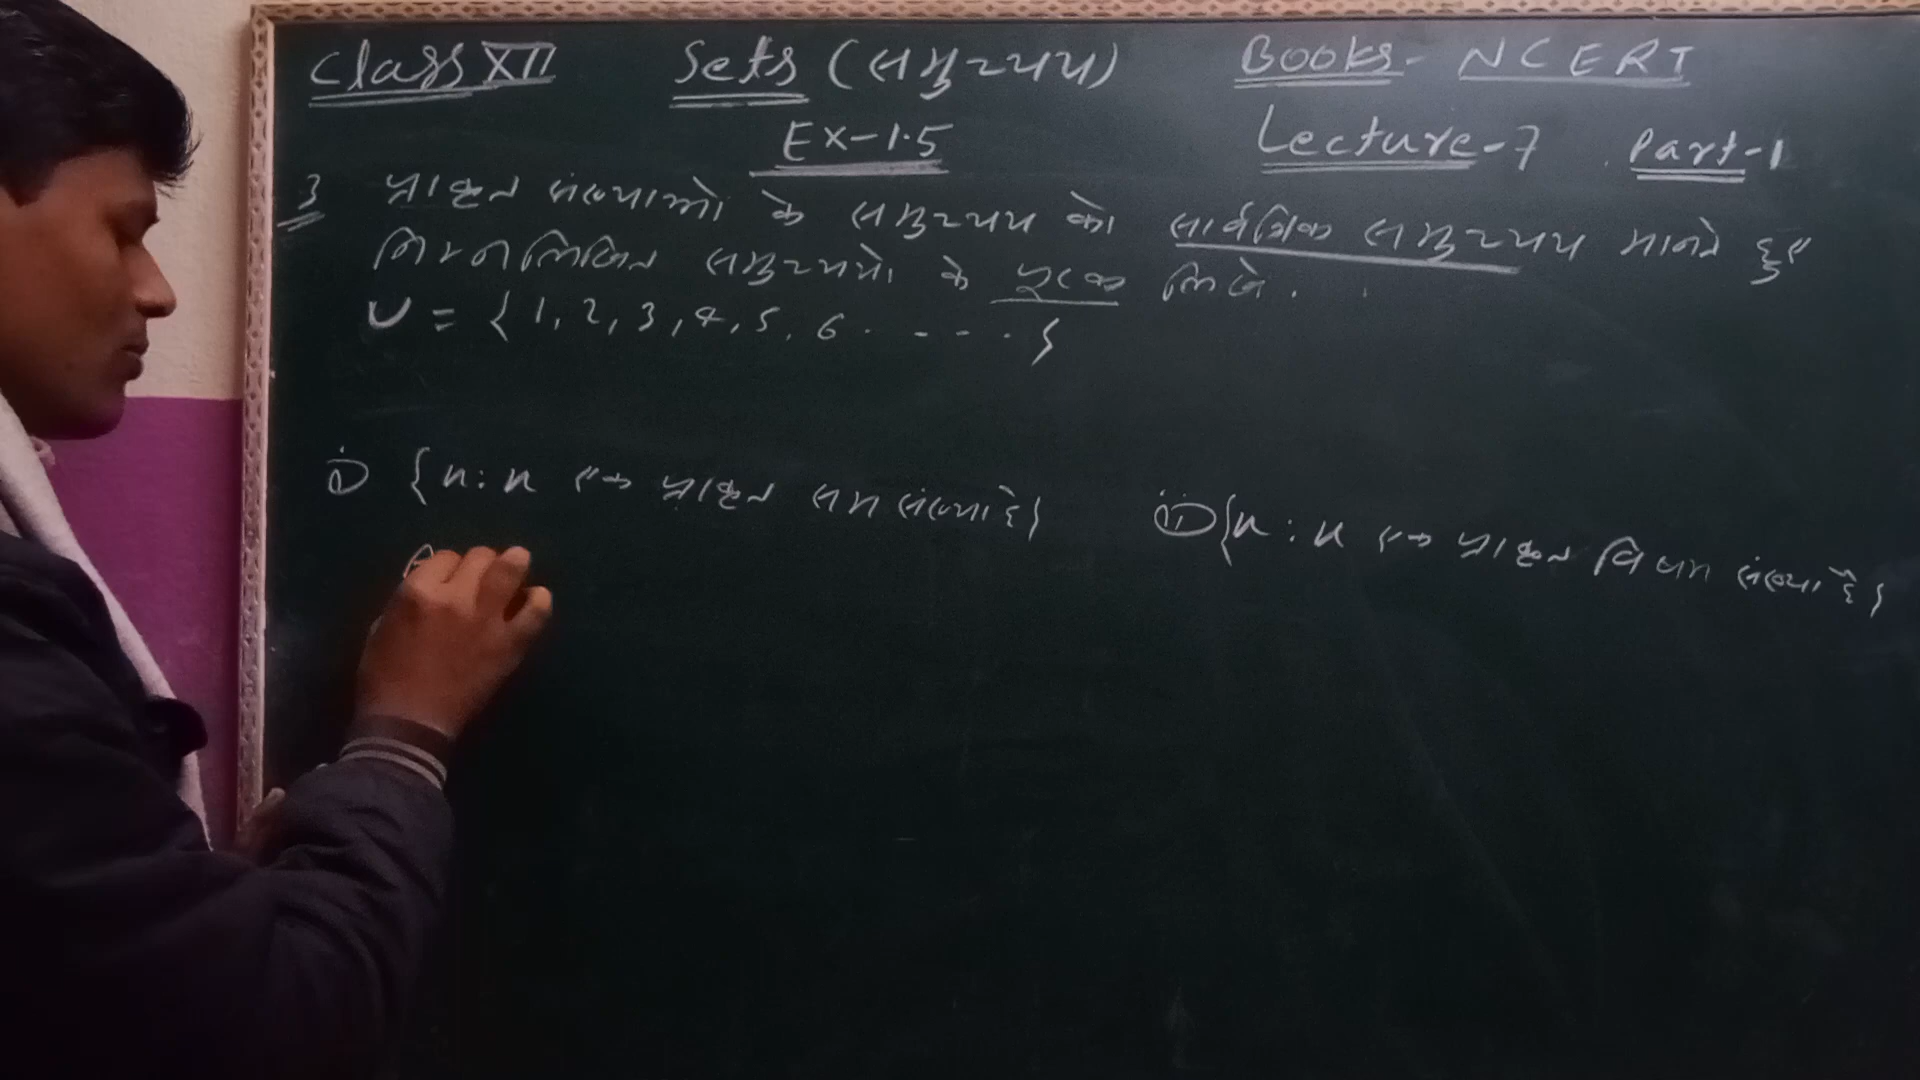 Class XII Sets (समुच्चय) Books- NCERT
Ex-1.5 Lecture-7 Part-1
3 प्राकृत संख्याओं के समुच्चय को सार्वत्रिक समुच्चय मानते हुए
निम्नलिखित समुच्चयों के पूरक लिखें.
U = { 1, 2, 3, 4, 5, 6 . - - - . }
i) {x : x एक प्राकृत सम संख्या है} ii) {x : x एक प्राकृत विषम संख्या है}